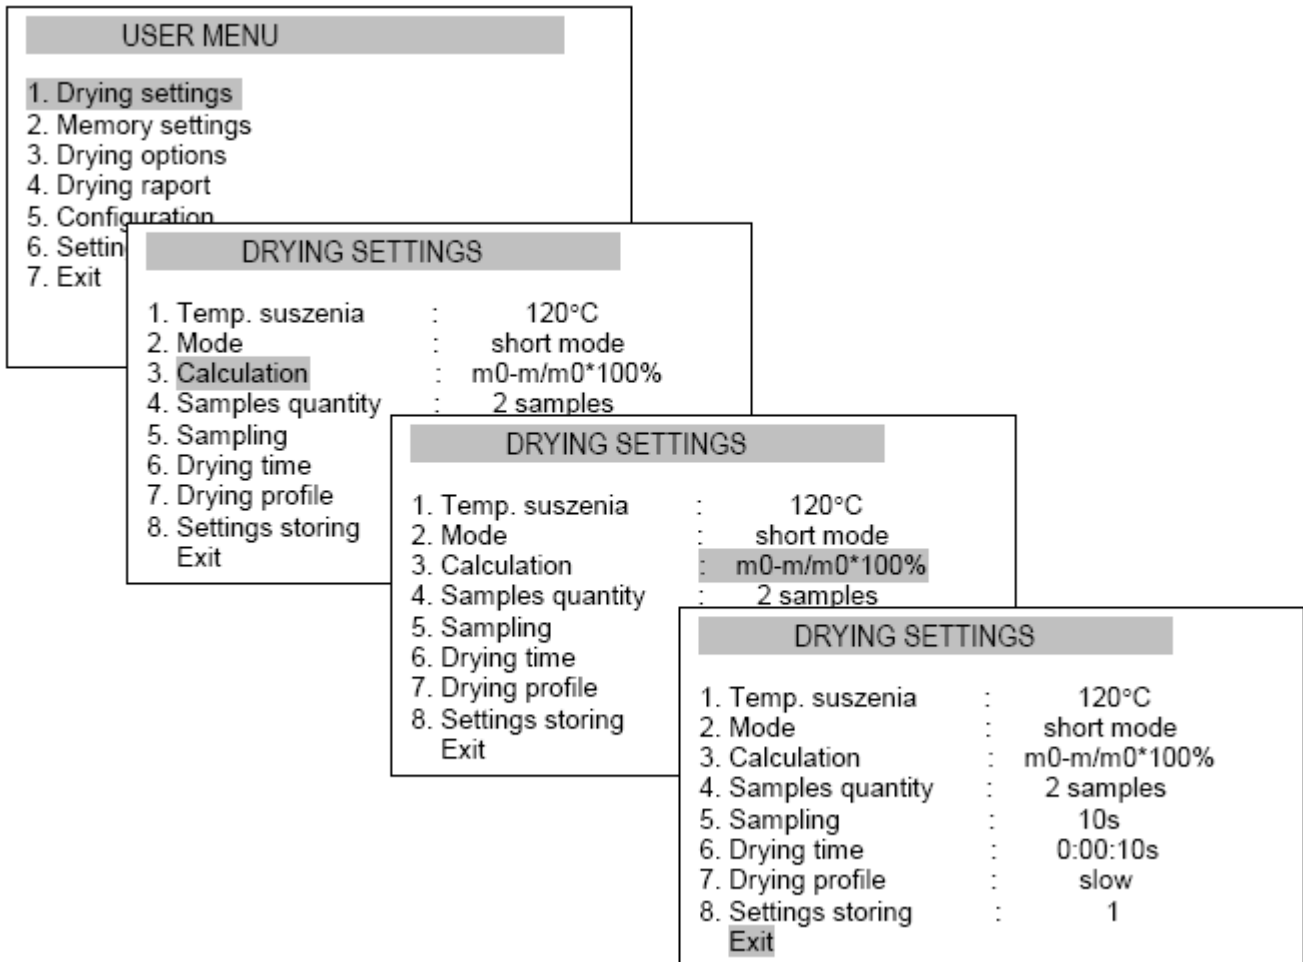 USER MENU
1. Drying settings
2. Memory settings
3. Drying options
4. Drying raport
5. Configuration
6. Settin
7. Exit
DRYING SETTINGS
1. Temp. suszenia : 120°C
2. Mode : short mode
3. Calculation : m0-m/m0*100%
4. Samples quantity : 2 samples
5. Sampling
6. Drying time
7. Drying profile
8. Settings storing
Exit
DRYING SETTINGS
1. Temp. suszenia : 120°C
2. Mode : short mode
3. Calculation : m0-m/m0*100%
4. Samples quantity : 2 samples
5. Sampling
6. Drying time
7. Drying profile
8. Settings storing
Exit
DRYING SETTINGS
1. Temp. suszenia : 120°C
2. Mode : short mode
3. Calculation : m0-m/m0*100%
4. Samples quantity : 2 samples
5. Sampling : 10s
6. Drying time : 0:00:10s
7. Drying profile : slow
8. Settings storing : 1
Exit